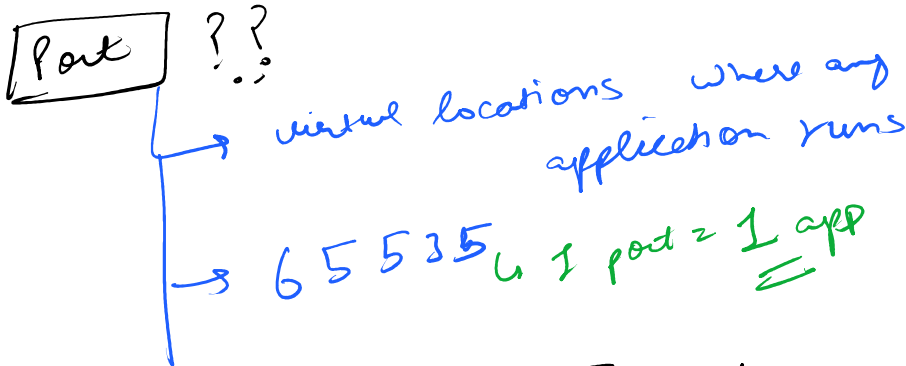 Port ??
→ virtual locations where any
application runs
→ 65535 ↳ 1 port = 1 app